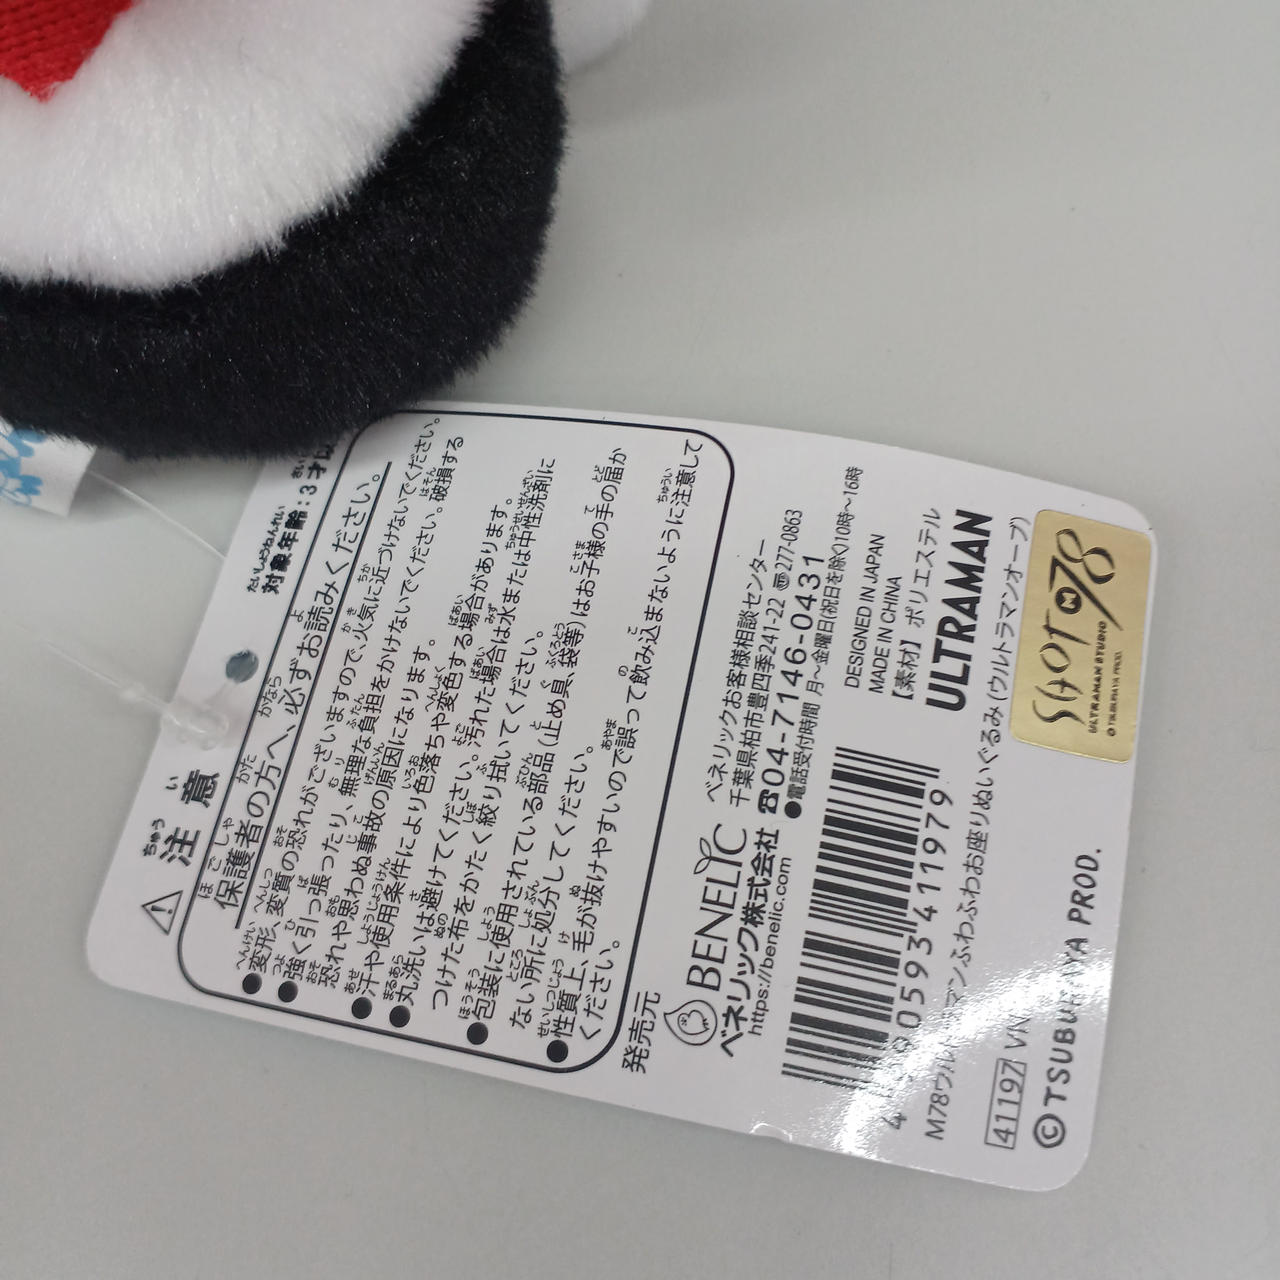 対象年齢：3才以
⚠注意
保護者の方へ、必ずお読みください。
●変形、変質の恐れがございますので、火気に近づけないでください。
●強く引っ張ったり、無理な負担をかけないでください。破損する
恐れや思わぬ事故の原因になります。
●汗や使用条件により色落ちや変色する場合があります。
●丸洗いは避けてください。汚れた場合は水または中性洗剤に
つけた布をかたく絞り拭いてください。
●包装に使用されている部品(止め具、袋等)はお子様の手の届か
ない所に処分してください。
●性質上、毛が抜けやすいので誤って飲み込まないように注意して
ください。
発売元
BENELIC
ベネリック株式会社
https://benelic.com
ベネリックお客様相談センター
千葉県柏市豊四季241-22 〠277-0863
☎04-7146-0431
●電話受付時間 月～金曜日(祝日を除く)10時～16時
DESIGNED IN JAPAN
MADE IN CHINA
【素材】ポリエステル
ULTRAMAN
M78ウルトラマンふわふわお座りぬいぐるみ(ウルトラマンオーブ)
41197 VN
©TSUBURAYA PROD.
SHOT M78
ULTRAMAN STUDIO
©TSUBURAYA PROD.